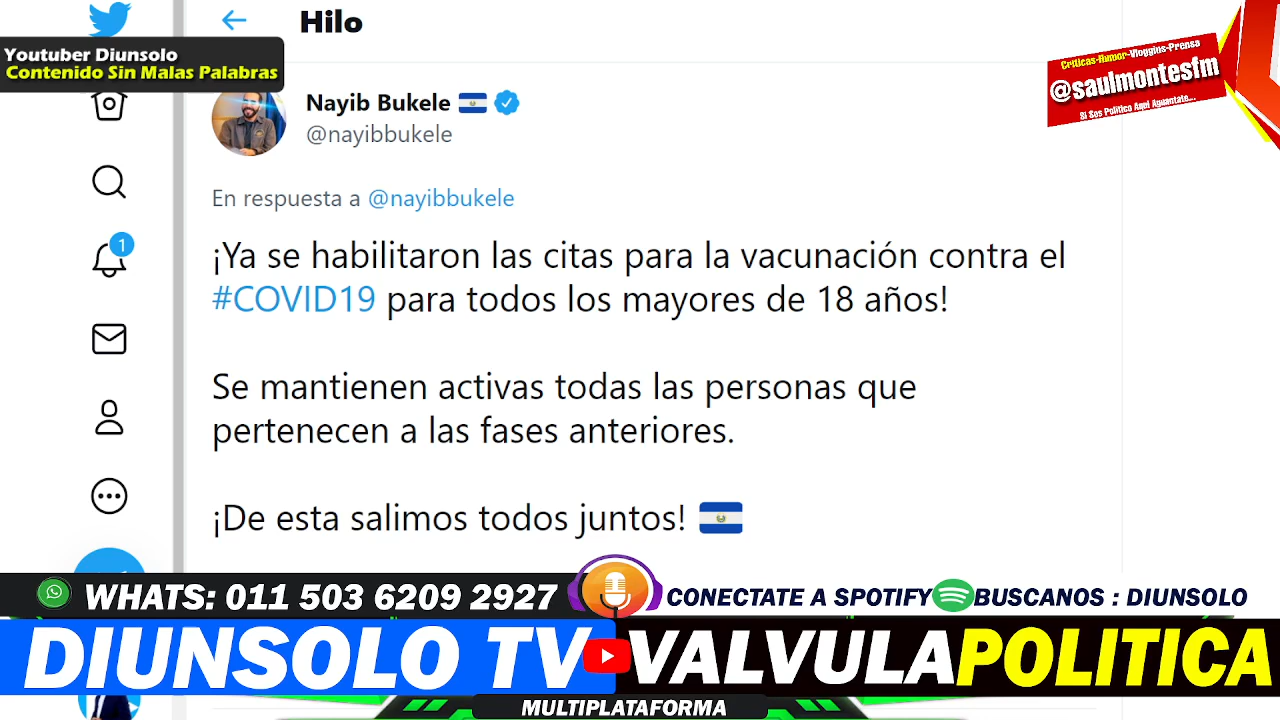 Hilo
Youtuber Diunsolo
Contenido Sin Malas Palabras
Criticas-Humor-Vloggins-Prensa
@saulmontesfm
Si Sos Politico Aqui Aguantate...
Nayib Bukele
@nayibbukele
1
En respuesta a @nayibbukele
¡Ya se habilitaron las citas para la vacunación contra el
#COVID19 para todos los mayores de 18 años!
Se mantienen activas todas las personas que
pertenecen a las fases anteriores.
¡De esta salimos todos juntos!
WHATS: 011 503 6209 2927
CONECTATE A SPOTIFY BUSCANOS : DIUNSOLO
DIUNSOLO TV VALVULAPOLITICA
MULTIPLATAFORMA